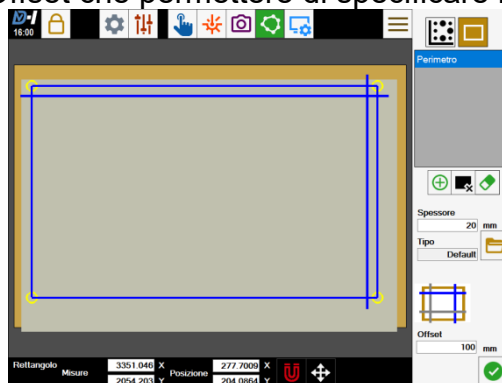 offset che permettere di specificare
16:00
Perimetro
Spessore
20 mm
Tipo
Default
Offset
100 mm
Rettangolo
Misure
3351.046 X
2054.203 Y
Posizione
277.7009 X
204.0864 Y